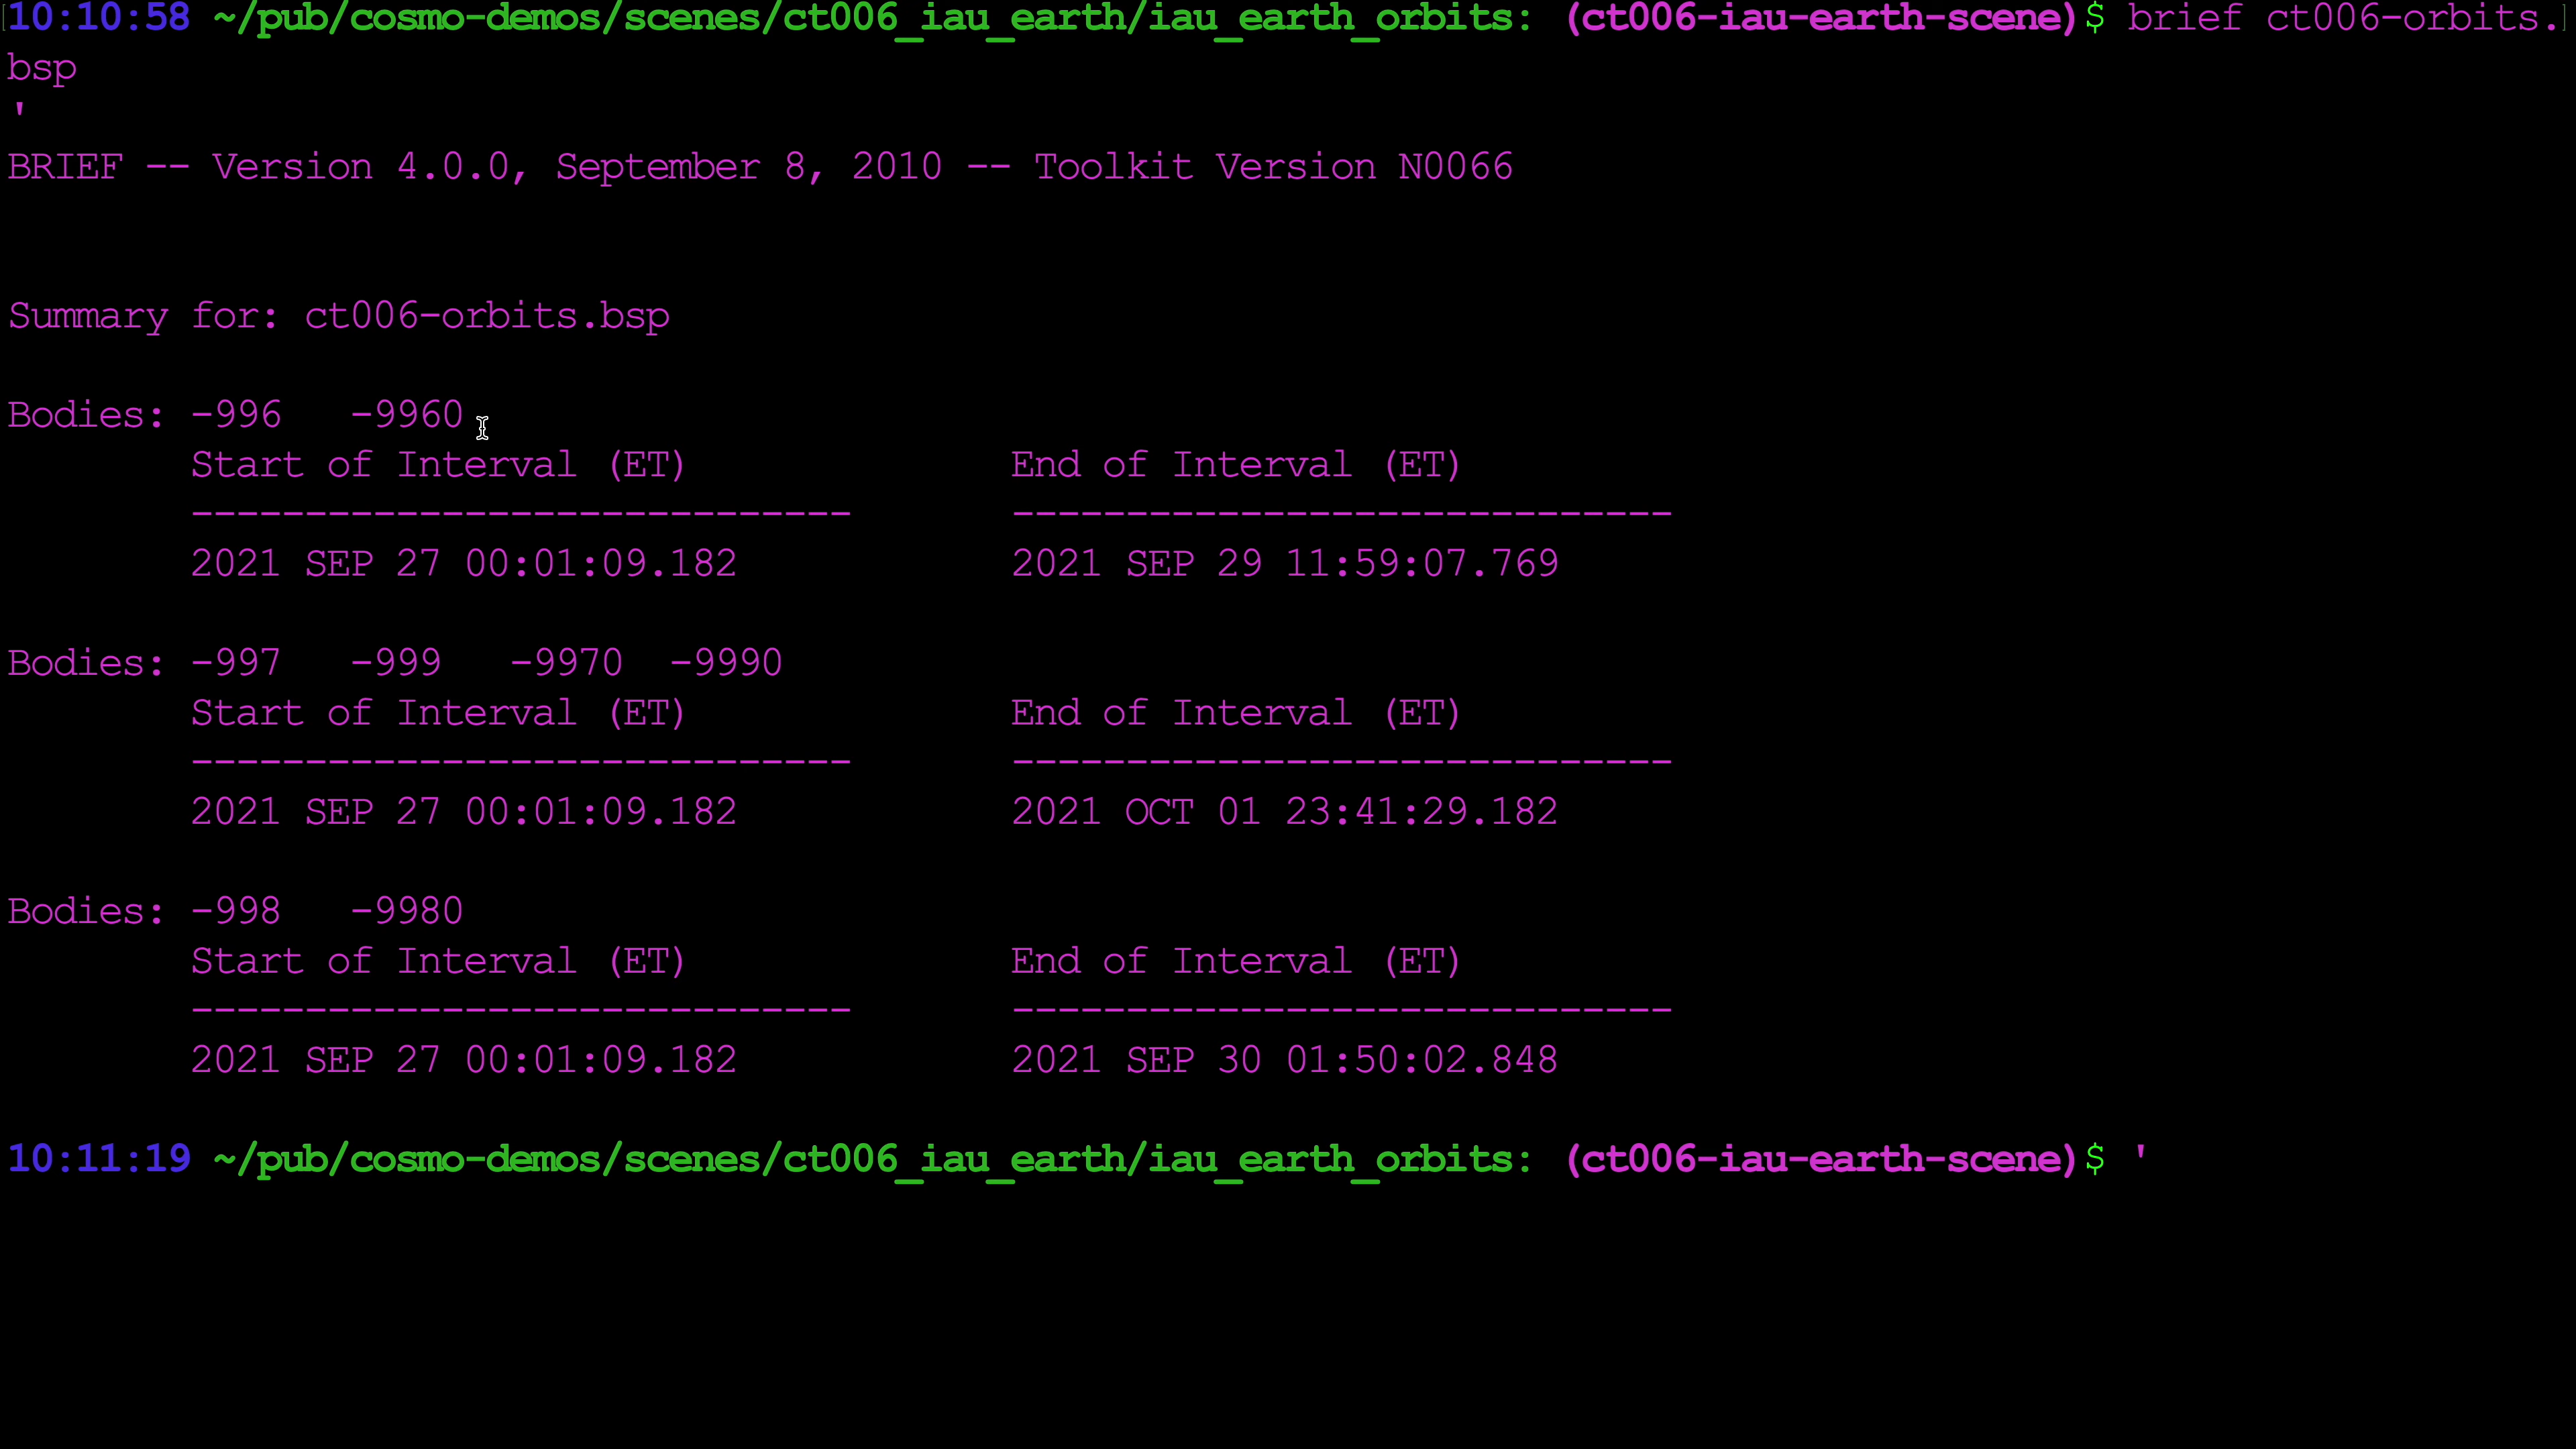 10:10:58 ~/pub/cosmo-demos/scenes/ct006_iau_earth/iau_earth_orbits: (ct006-iau-earth-scene)$ brief ct006-orbits.
bsp
'
BRIEF -- Version 4.0.0, September 8, 2010 -- Toolkit Version N0066
Summary for: ct006-orbits.bsp
Bodies: -996   -9960
        Start of Interval (ET)              End of Interval (ET)
        -----------------------------       -----------------------------
        2021 SEP 27 00:01:09.182            2021 SEP 29 11:59:07.769
Bodies: -997   -999   -9970  -9990
        Start of Interval (ET)              End of Interval (ET)
        -----------------------------       -----------------------------
        2021 SEP 27 00:01:09.182            2021 OCT 01 23:41:29.182
Bodies: -998   -9980
        Start of Interval (ET)              End of Interval (ET)
        -----------------------------       -----------------------------
        2021 SEP 27 00:01:09.182            2021 SEP 30 01:50:02.848
10:11:19 ~/pub/cosmo-demos/scenes/ct006_iau_earth/iau_earth_orbits: (ct006-iau-earth-scene)$ '